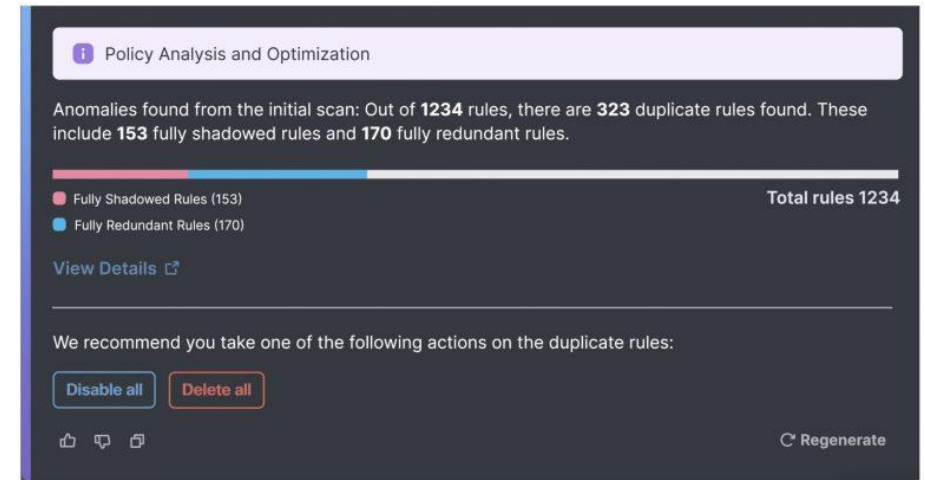 Policy Analysis and Optimization
Anomalies found from the initial scan: Out of 1234 rules, there are 323 duplicate rules found. These
include 153 fully shadowed rules and 170 fully redundant rules.
Fully Shadowed Rules (153)
Total rules 1234
Fully Redundant Rules (170)
View Details
We recommend you take one of the following actions on the duplicate rules:
Disable all
Delete all
Regenerate